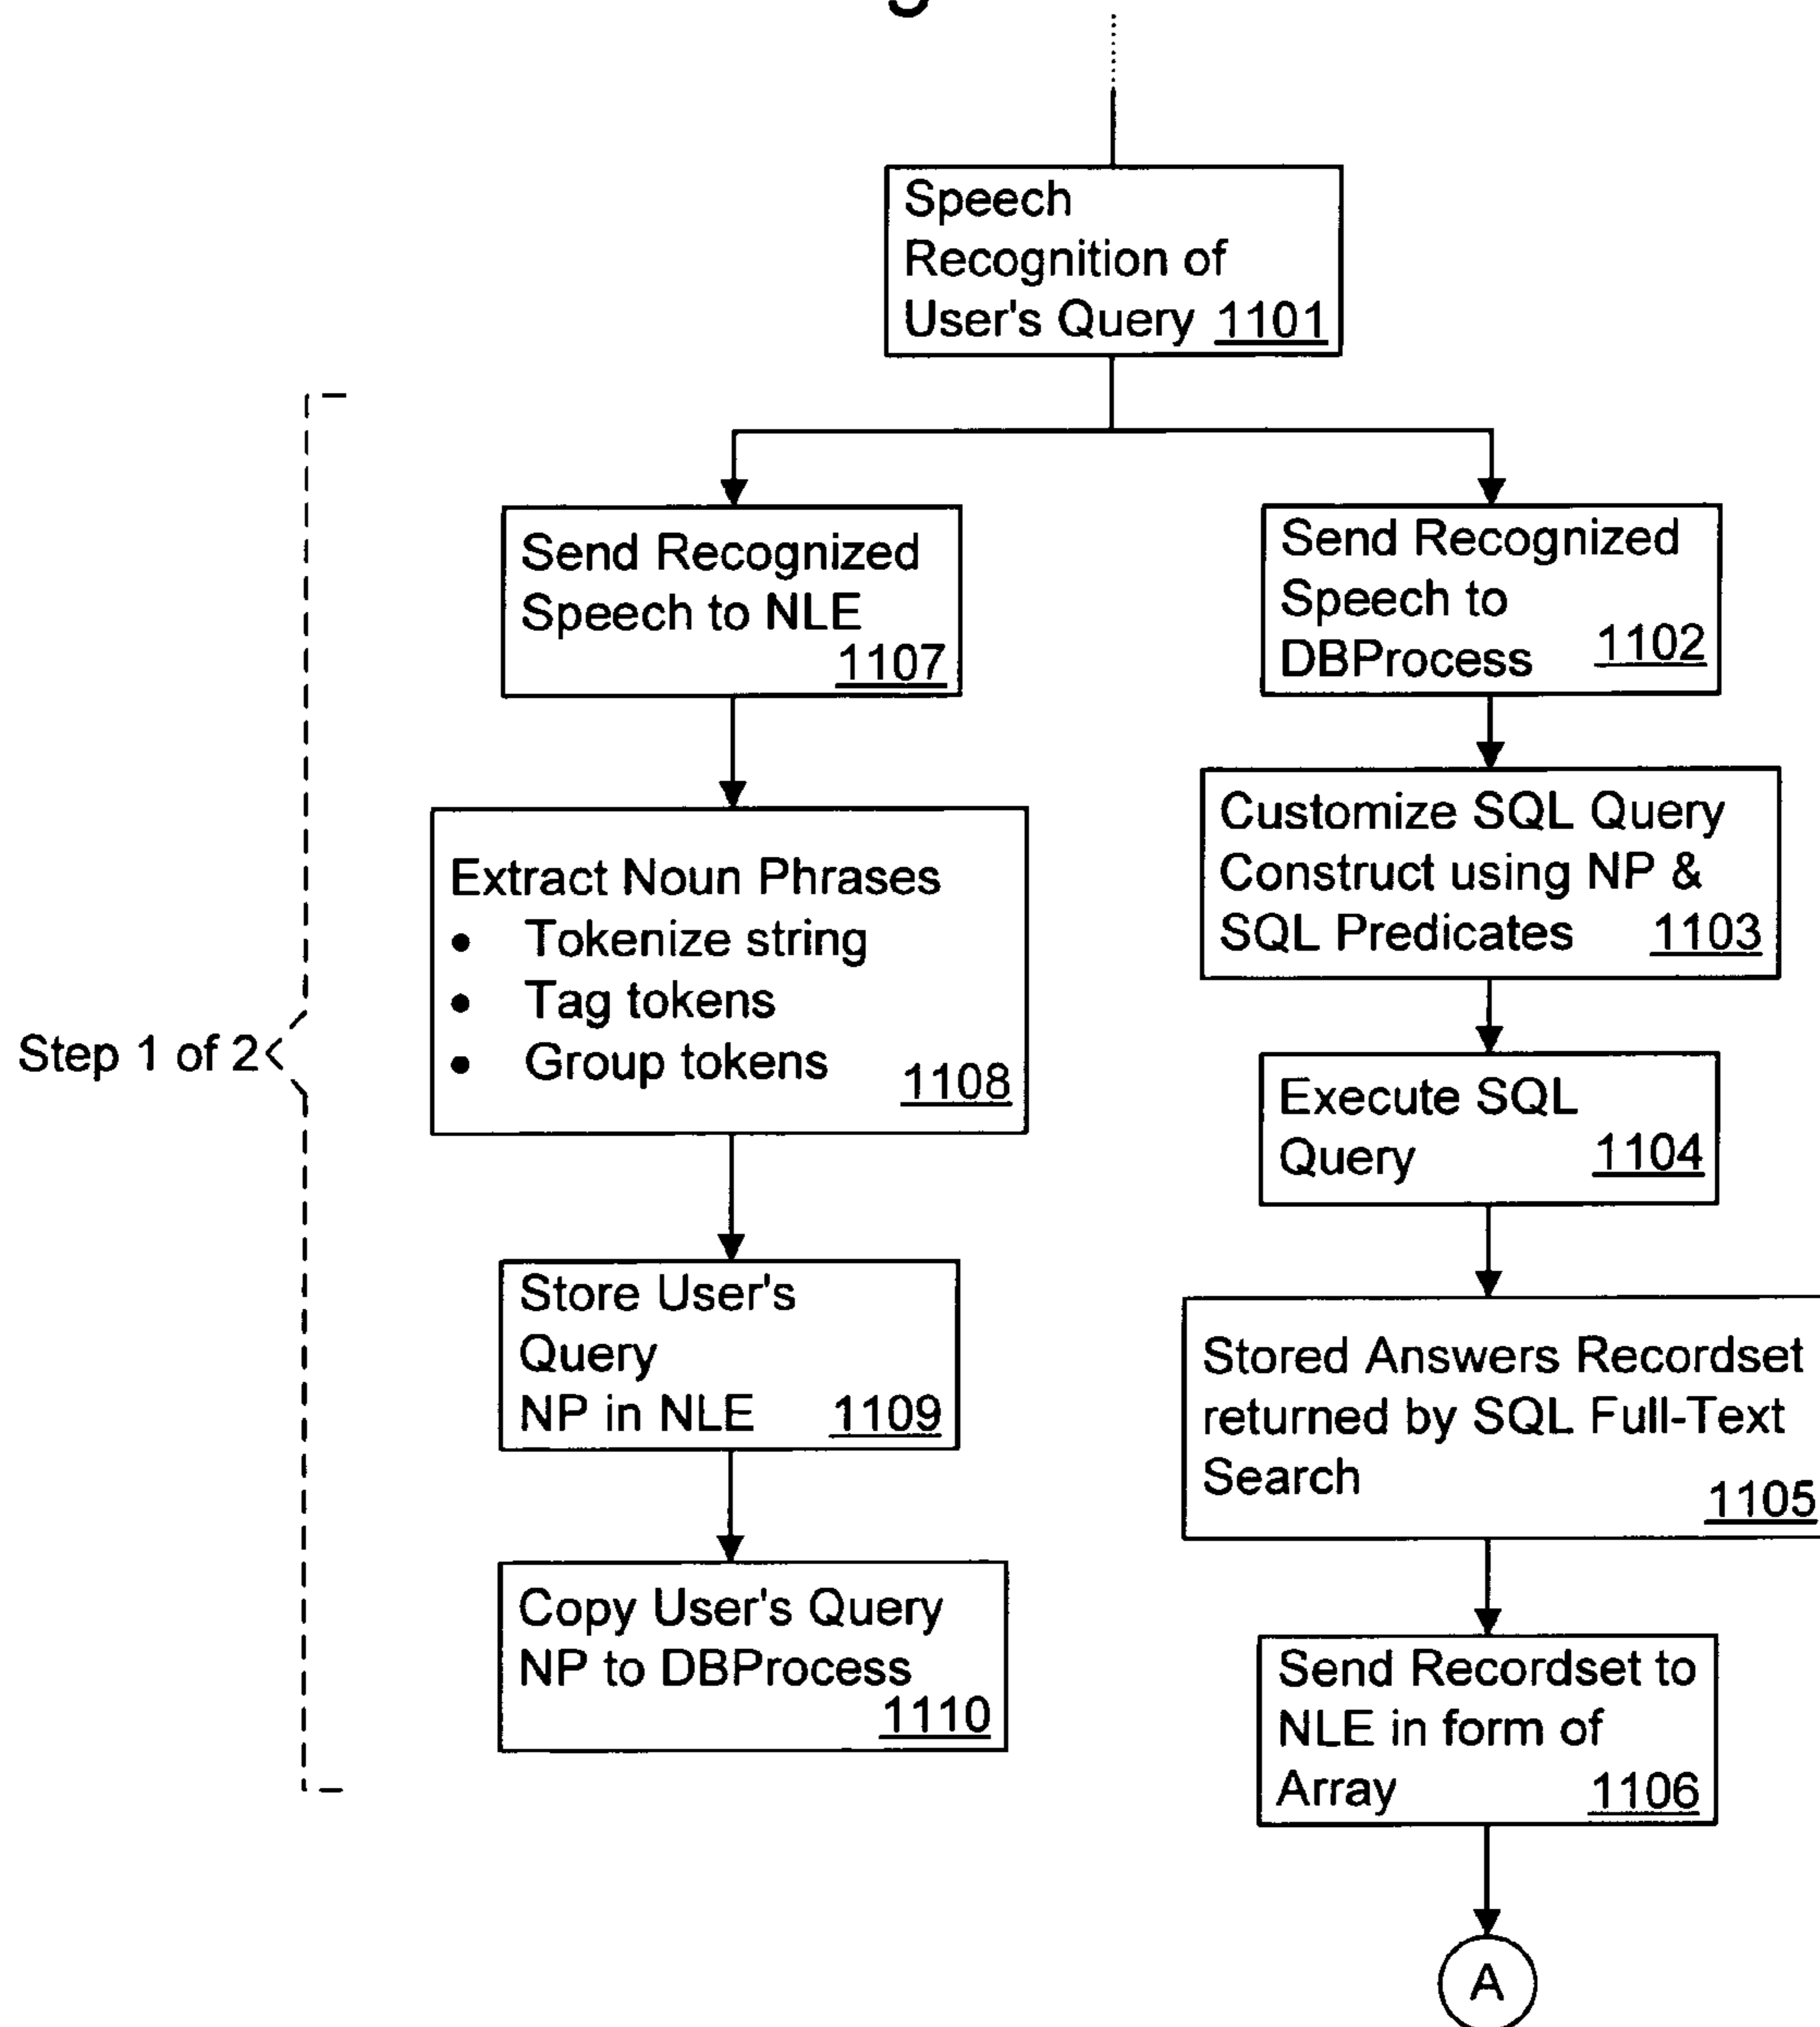 Speech
Recognition of
User's Query 1101
Send Recognized
Speech to NLE
1107
Send Recognized
Speech to
DBProcess 1102
Extract Noun Phrases
• Tokenize string
• Tag tokens
• Group tokens
1108
Customize SQL Query
Construct using NP &
SQL Predicates 1103
Step 1 of 2
Execute SQL
Query 1104
Store User's
Query
NP in NLE 1109
Stored Answers Recordset
returned by SQL Full-Text
Search
1105
Copy User's Query
NP to DBProcess
1110
Send Recordset to
NLE in form of
Array 1106
A